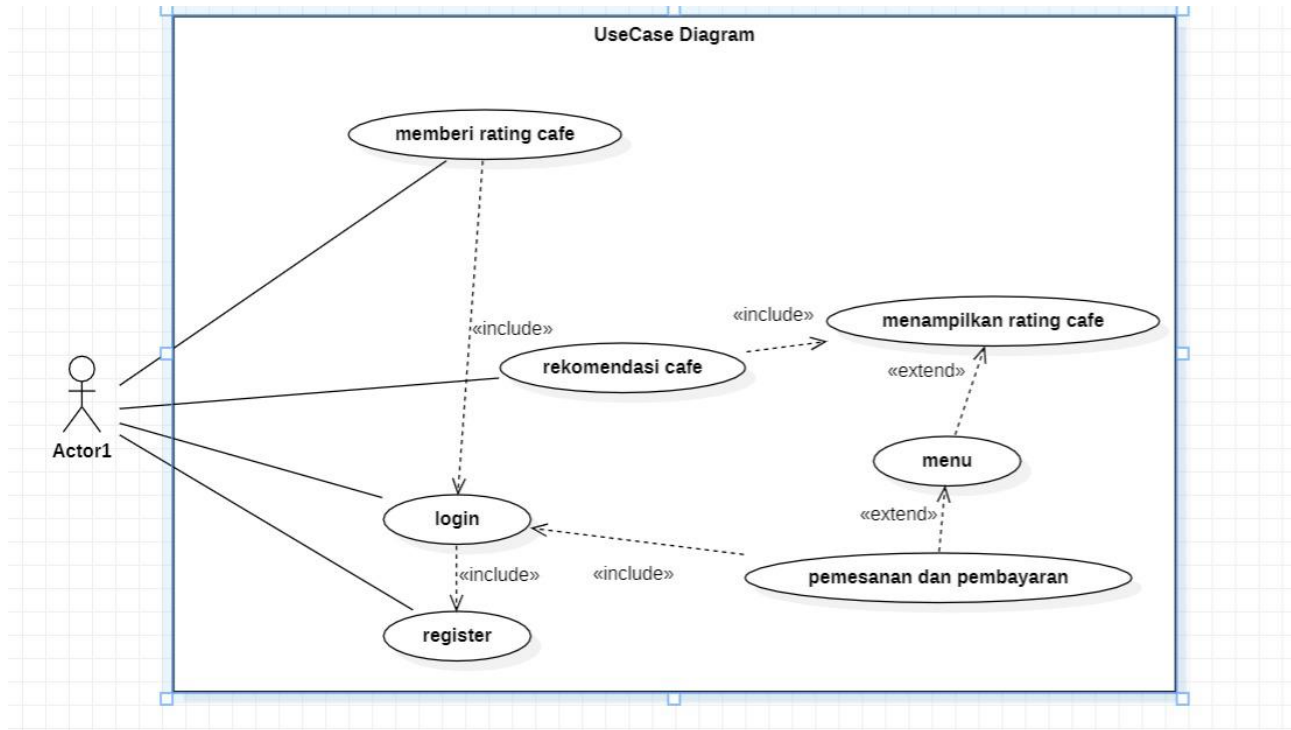 UseCase Diagram
memberi rating cafe
«include»
«include»
menampilkan rating cafe
rekomendasi cafe
«extend»
Actor1
menu
login
«extend»
«include»
«include»
pemesanan dan pembayaran
register